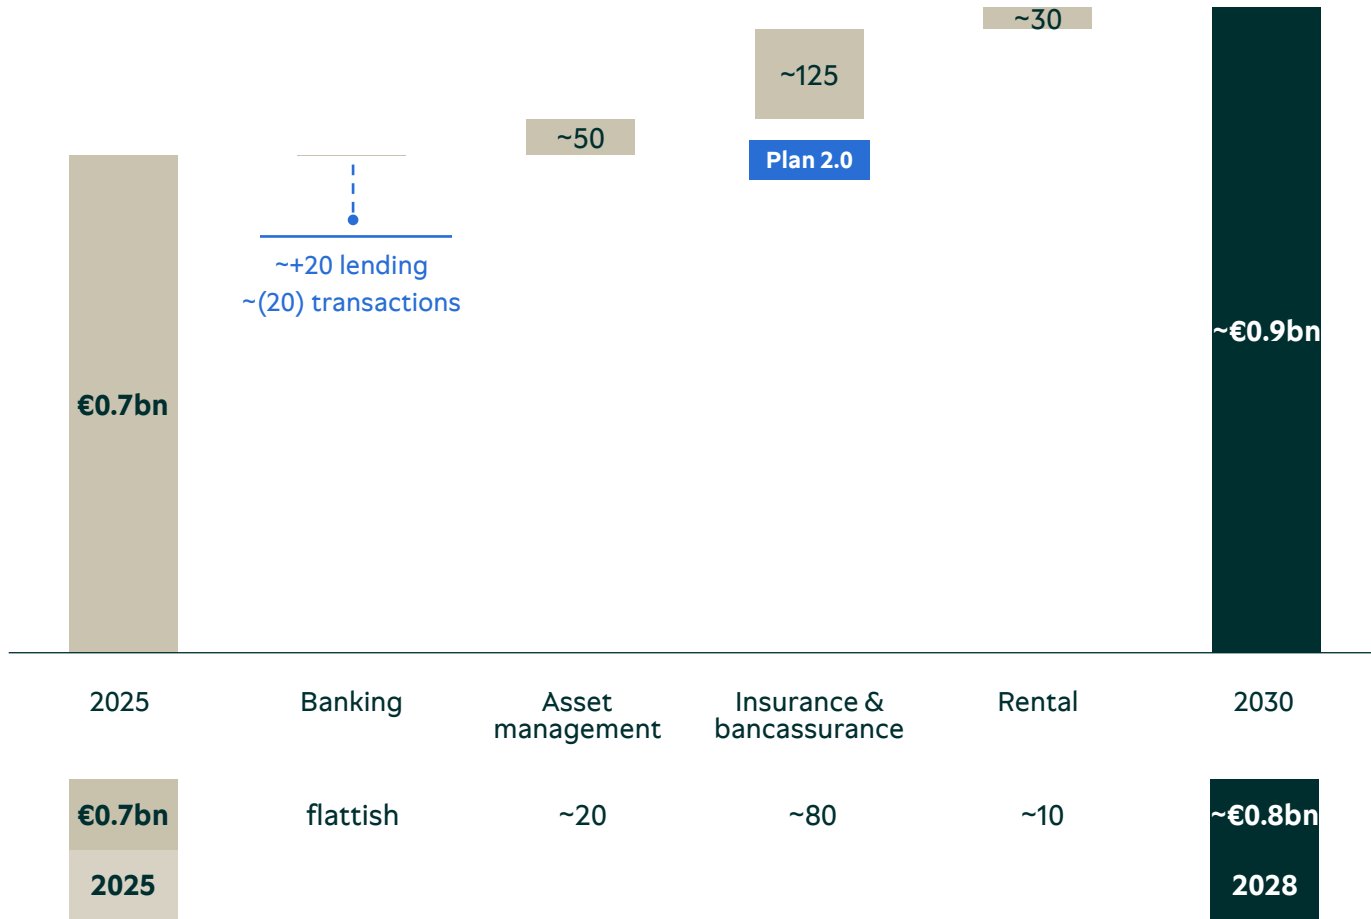 ~30
~125
~50
Plan 2.0
~+20 lending
~(20) transactions
~€0.9bn
€0.7bn
2025
Banking
Asset
management
Insurance &
bancassurance
Rental
2030
€0.7bn
flattish
~20
~80
~10
~€0.8bn
2025
2028